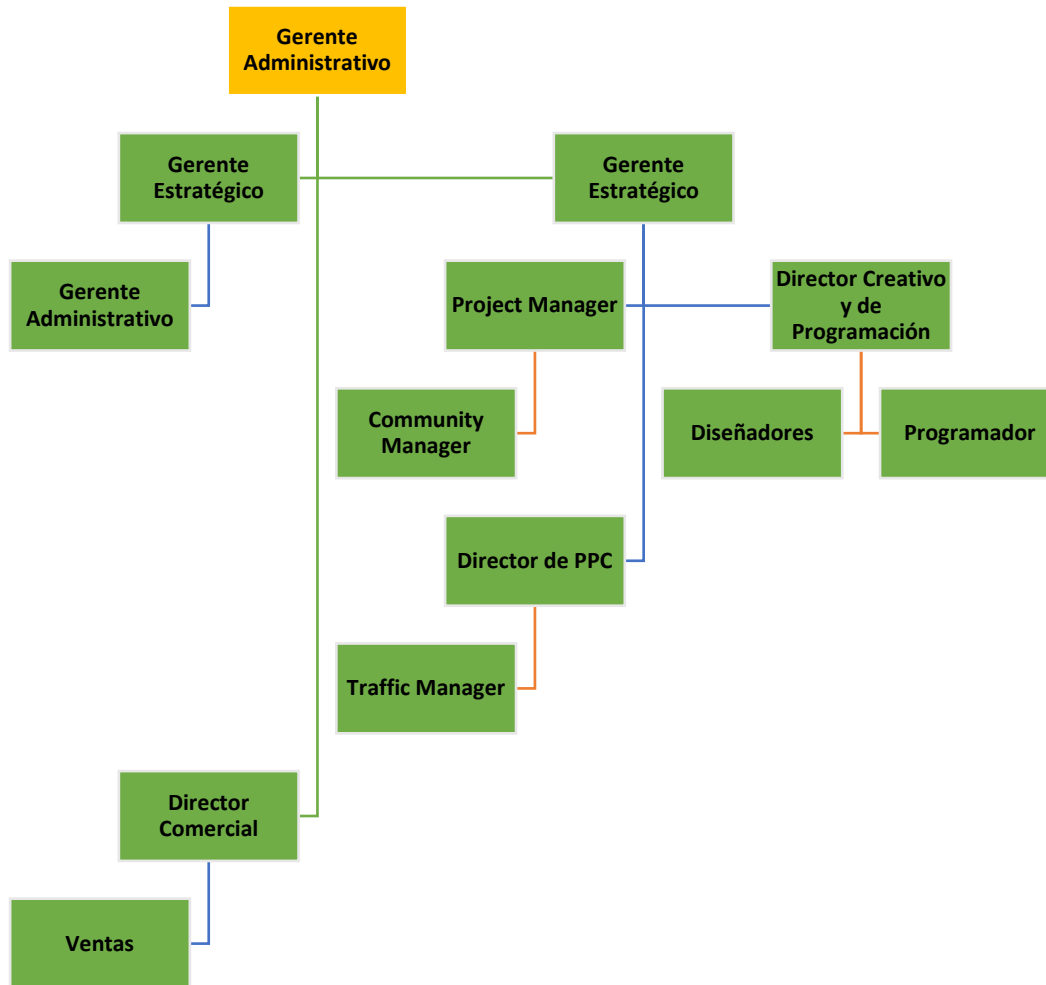 Gerente
Administrativo
Gerente
Estratégico
Gerente
Estratégico
Gerente
Administrativo
Project Manager
Director Creativo
y de
Programación
Community
Manager
Diseñadores
Programador
Director de PPC
Traffic Manager
Director
Comercial
Ventas